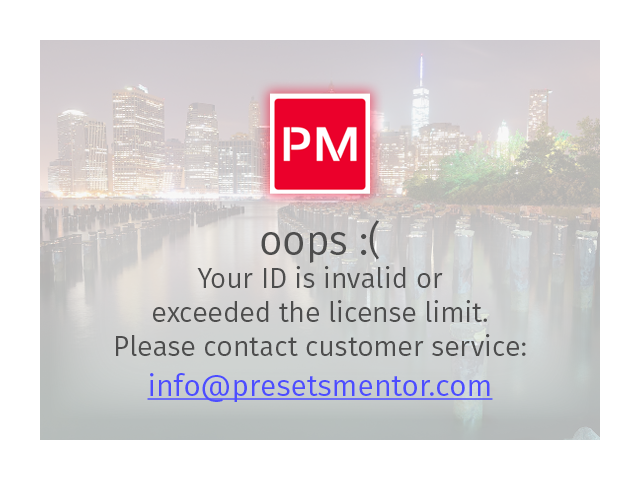 PM
oops :(
Your ID is invalid or
exceeded the license limit.
Please contact customer service:
info@presetsmentor.com